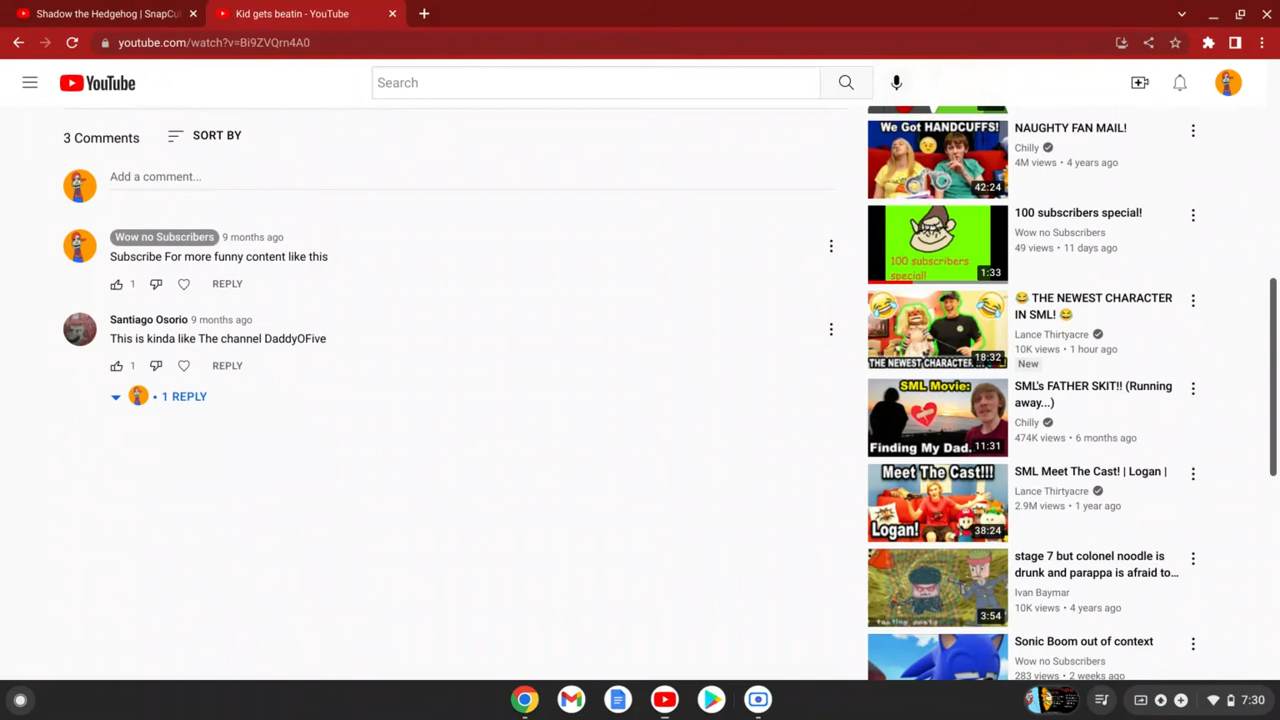 Shadow the Hedgehog | SnapCu
Kid gets beatin - YouTube
youtube.com/watch?v=Bi9ZVQrn4A0
YouTube
Search
3 Comments
SORT BY
Add a comment...
Wow no Subscribers 9 months ago
Subscribe For more funny content like this
1 REPLY
Santiago Osorio 9 months ago
This is kinda like The channel DaddyOFive
1 REPLY
• 1 REPLY
We Got HANDCUFFS!
42:24
NAUGHTY FAN MAIL!
Chilly
4M views • 4 years ago
100 subscribers
special!
1:33
100 subscribers special!
Wow no Subscribers
49 views • 11 days ago
THE NEWEST CHARACTER
18:32
😂 THE NEWEST CHARACTER
IN SML! 😂
Lance Thirtyacre
10K views • 1 hour ago
New
SML Movie:
Finding My Dad.
11:31
SML's FATHER SKIT!! (Running
away...)
Chilly
474K views • 6 months ago
Meet The Cast!!!
Logan!
38:24
SML Meet The Cast! | Logan |
Lance Thirtyacre
2.9M views • 1 year ago
3:54
stage 7 but colonel noodle is
drunk and parappa is afraid to...
Ivan Baymar
10K views • 4 years ago
Sonic Boom out of context
Wow no Subscribers
283 views • 2 weeks ago
7:30